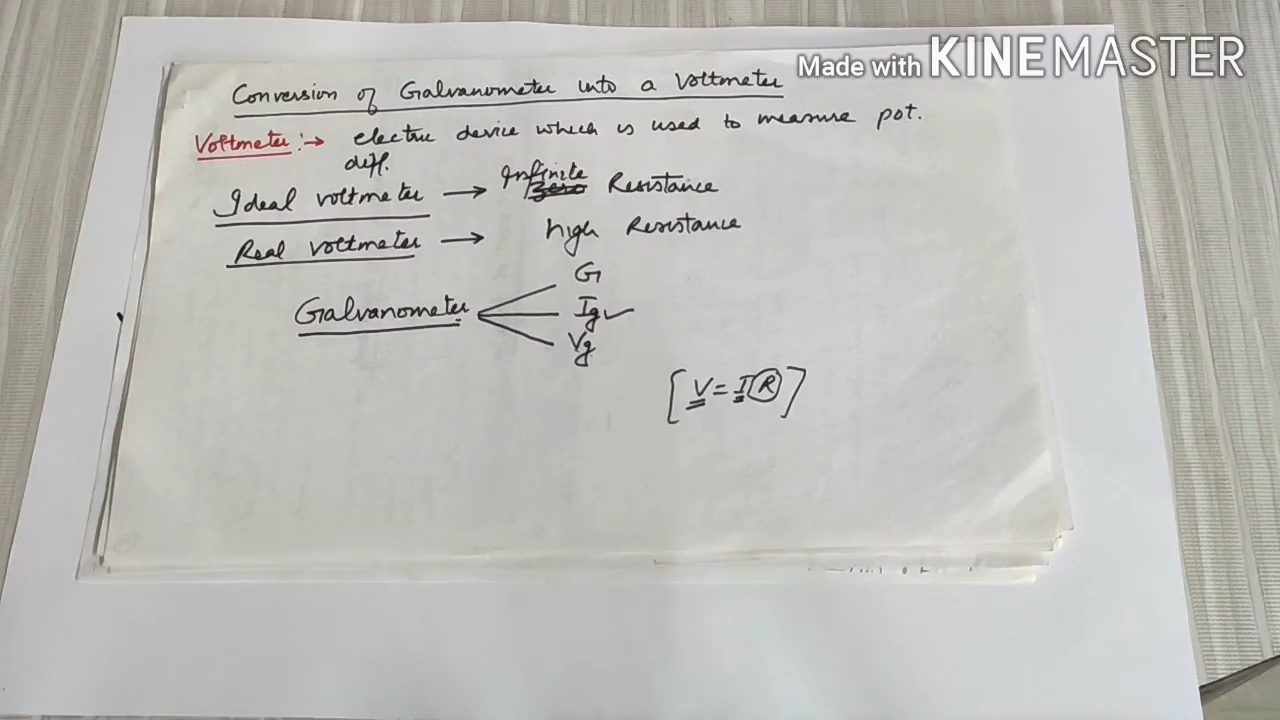 Made with KINEMASTER
Conversion of Galvanometer into a Voltmeter
Voltmeter :→ electric device which is used to measure pot.
diff.
Ideal voltmeter → Infinite Resistance
Real voltmeter → high Resistance
G
Galvanometer Ig✓
Vg
[V = IR]